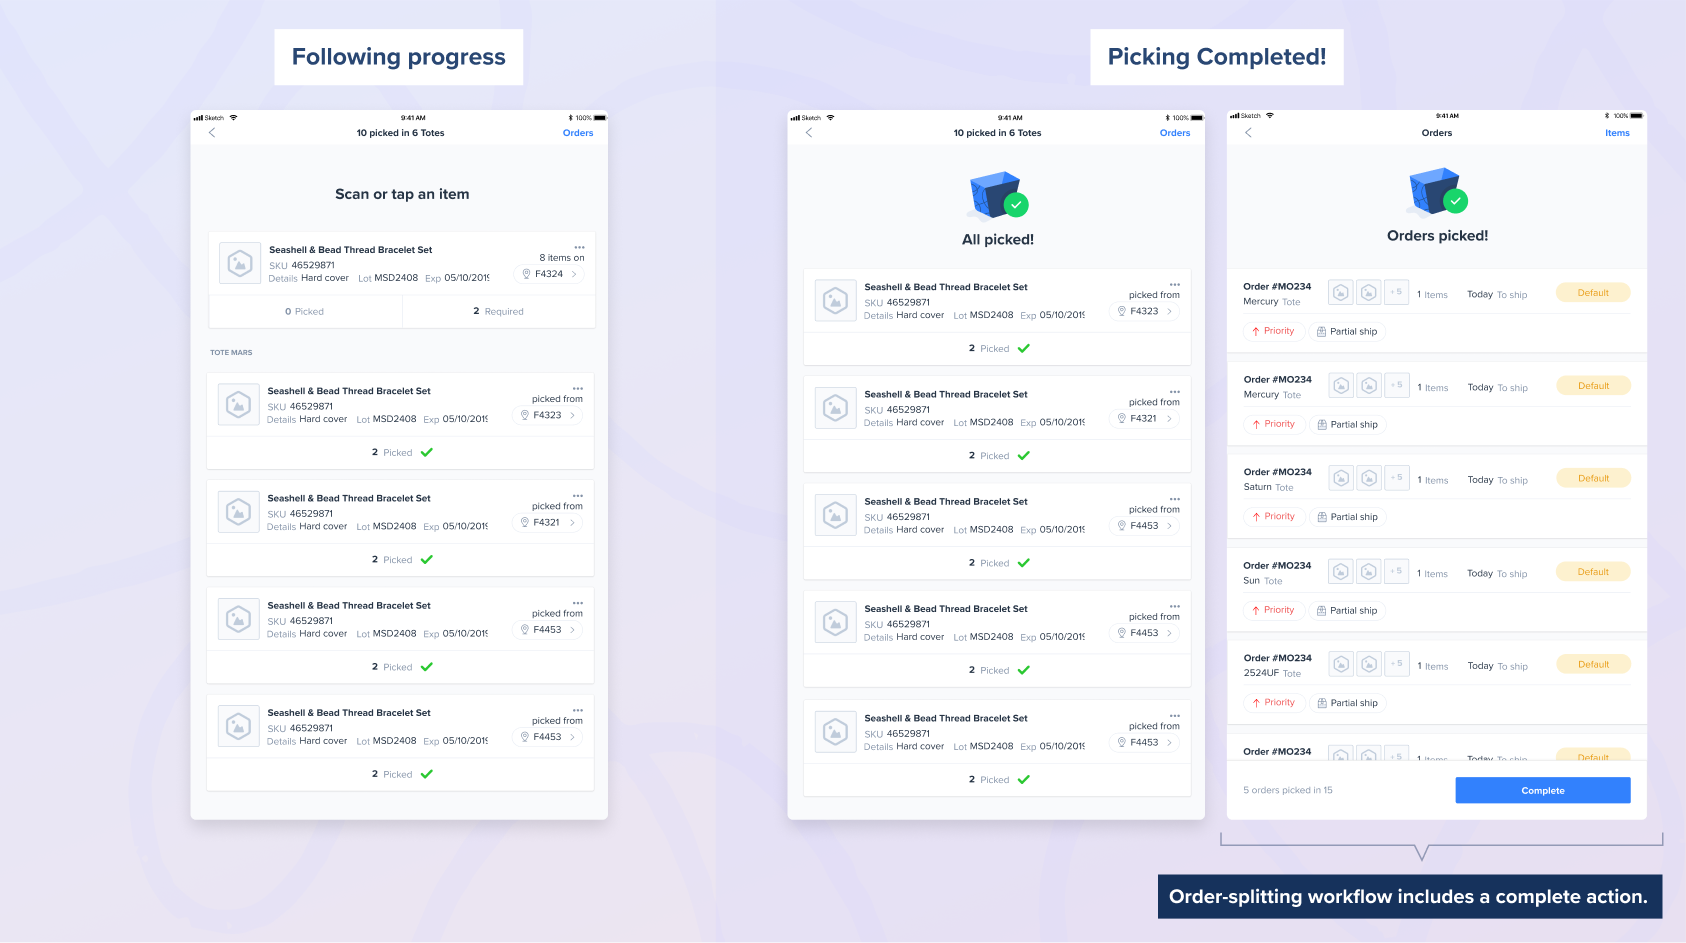 Following progress
Sketch 9:41 AM 100%
10 picked in 6 Totes Orders
Scan or tap an item
Seashell & Bead Thread Bracelet Set
8 items on
SKU 46529871
Details Hard cover Lot MSD2408 Exp 05/10/2019 F4324
0 Picked 2 Required
TOTE MARS
Seashell & Bead Thread Bracelet Set
picked from
SKU 46529871
Details Hard cover Lot MSD2408 Exp 05/10/2019 F4323
2 Picked
Seashell & Bead Thread Bracelet Set
picked from
SKU 46529871
Details Hard cover Lot MSD2408 Exp 05/10/2019 F4321
2 Picked
Seashell & Bead Thread Bracelet Set
picked from
SKU 46529871
Details Hard cover Lot MSD2408 Exp 05/10/2019 F4453
2 Picked
Seashell & Bead Thread Bracelet Set
picked from
SKU 46529871
Details Hard cover Lot MSD2408 Exp 05/10/2019 F4453
2 Picked
Picking Completed!
Sketch 9:41 AM 100%
10 picked in 6 Totes Orders
All picked!
Seashell & Bead Thread Bracelet Set
picked from
SKU 46529871
Details Hard cover Lot MSD2408 Exp 05/10/2019 F4323
2 Picked
Seashell & Bead Thread Bracelet Set
picked from
SKU 46529871
Details Hard cover Lot MSD2408 Exp 05/10/2019 F4321
2 Picked
Seashell & Bead Thread Bracelet Set
picked from
SKU 46529871
Details Hard cover Lot MSD2408 Exp 05/10/2019 F4453
2 Picked
Seashell & Bead Thread Bracelet Set
picked from
SKU 46529871
Details Hard cover Lot MSD2408 Exp 05/10/2019 F4453
2 Picked
Seashell & Bead Thread Bracelet Set
picked from
SKU 46529871
Details Hard cover Lot MSD2408 Exp 05/10/2019 F4453
2 Picked
Sketch 9:41 AM 100%
Orders Items
Orders picked!
Order #MO234 +5 1 Items Today To ship Default
Mercury Tote
Priority Partial ship
Order #MO234 +5 1 Items Today To ship Default
Mercury Tote
Priority Partial ship
Order #MO234 +5 1 Items Today To ship Default
Saturn Tote
Priority Partial ship
Order #MO234 +5 1 Items Today To ship Default
Sun Tote
Priority Partial ship
Order #MO234 +5 1 Items Today To ship Default
2524UF Tote
Priority Partial ship
Order #MO234 +5 1 Items Today To ship Default
5 orders picked in 15 Complete
Order-splitting workflow includes a complete action.